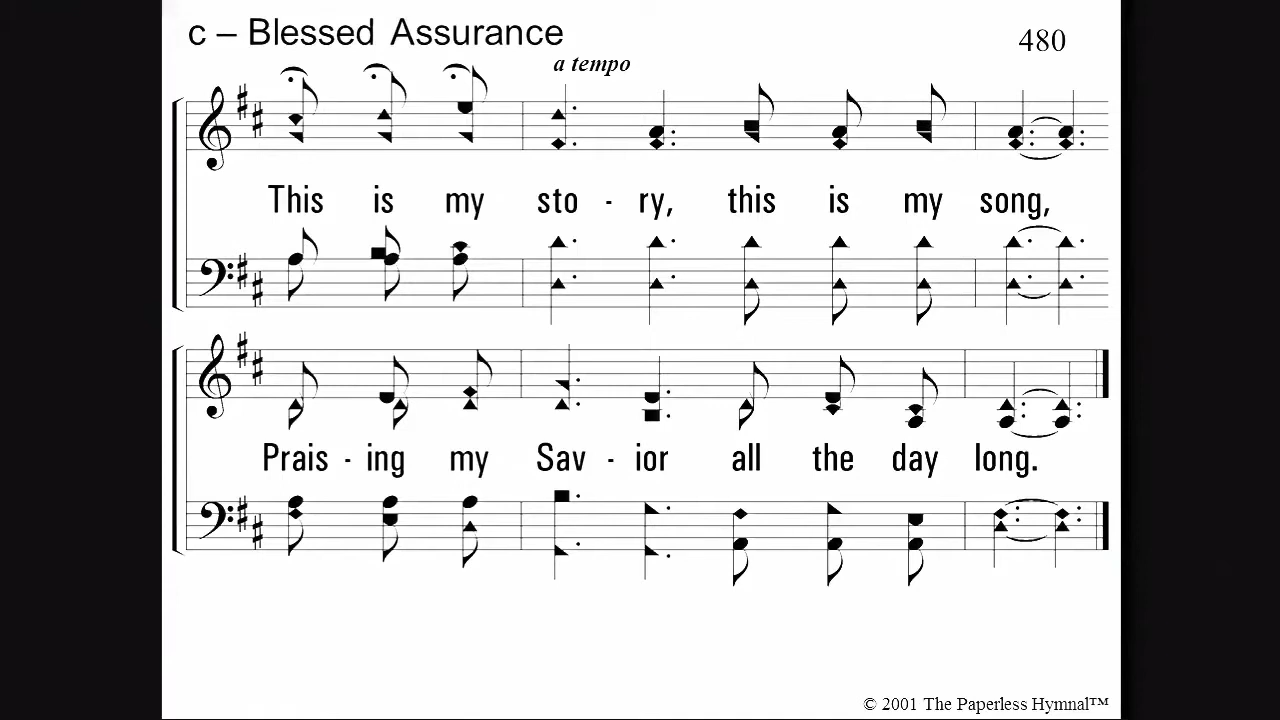 c – Blessed Assurance
480
a tempo
This is my sto - ry, this is my song,
Prais - ing my Sav - ior all the day long.
© 2001 The Paperless Hymnal™